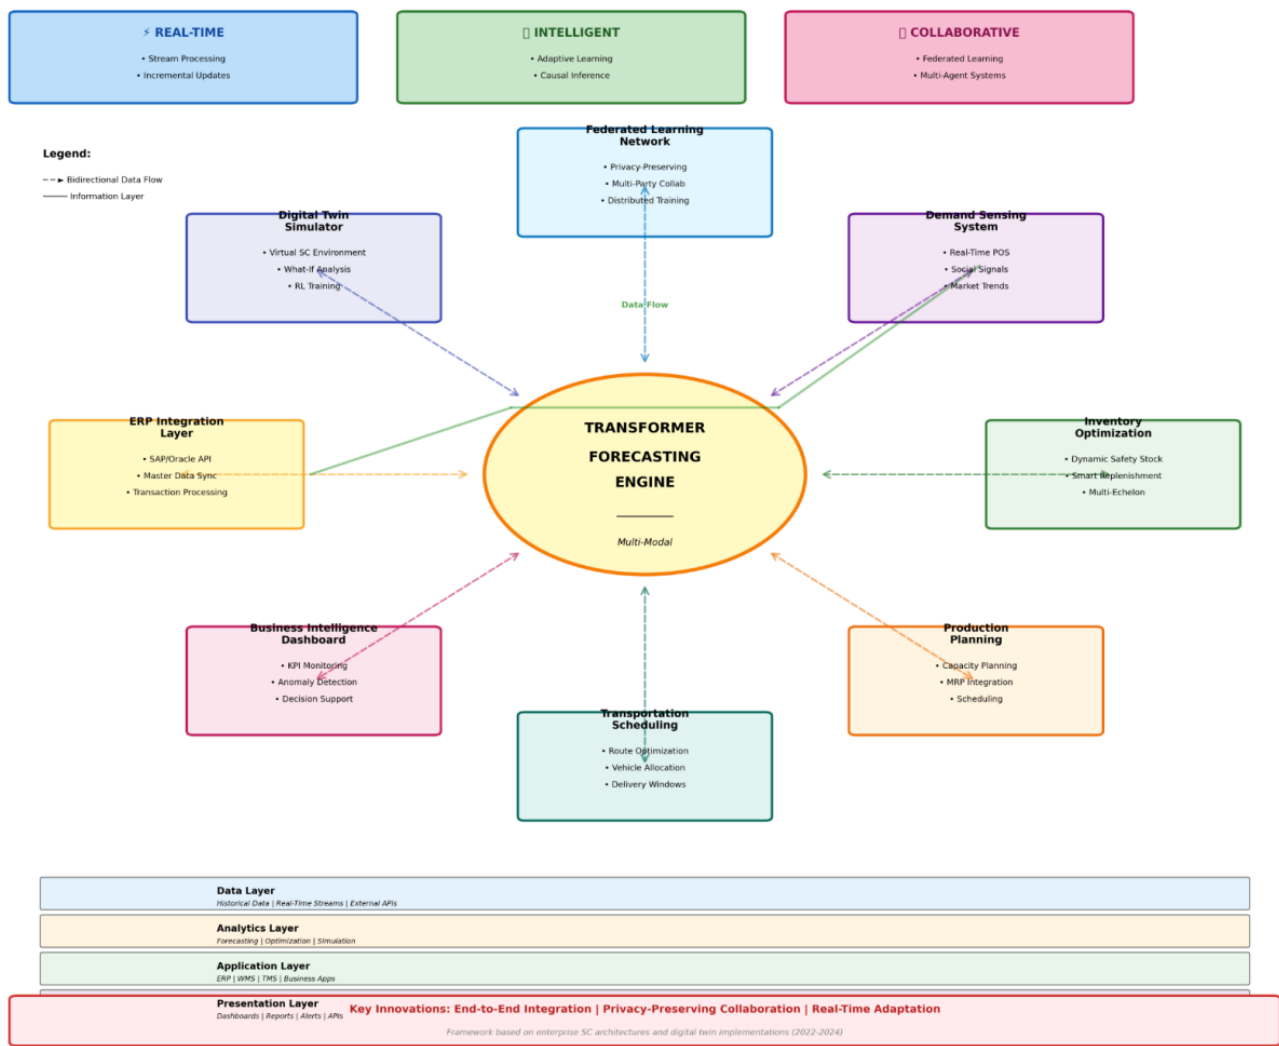 ⚡ REAL-TIME
• Stream Processing
• Incremental Updates
INTELLIGENT
• Adaptive Learning
• Causal Inference
COLLABORATIVE
• Federated Learning
• Multi-Agent Systems
Legend:
Bidirectional Data Flow
Information Layer
Federated Learning
Network
• Privacy-Preserving
• Multi-Party Collab
• Distributed Training
Digital Twin
Simulator
• Virtual SC Environment
• What-If Analysis
• RL Training
Demand Sensing
System
• Real-Time POS
• Social Signals
• Market Trends
Data Flow
ERP Integration
Layer
• SAP/Oracle API
• Master Data Sync
• Transaction Processing
TRANSFORMER
FORECASTING
ENGINE
Multi-Modal
Inventory
Optimization
• Dynamic Safety Stock
• Smart Replenishment
• Multi-Echelon
Business Intelligence
Dashboard
• KPI Monitoring
• Anomaly Detection
• Decision Support
Production
Planning
• Capacity Planning
• MRP Integration
• Scheduling
Transportation
Scheduling
• Route Optimization
• Vehicle Allocation
• Delivery Windows
Data Layer
Historical Data | Real-Time Streams | External APIs
Analytics Layer
Forecasting | Optimization | Simulation
Application Layer
ERP | WMS | TMS | Business Apps
Presentation Layer
Dashboards | Reports | Alerts | APIs
Key Innovations: End-to-End Integration | Privacy-Preserving Collaboration | Real-Time Adaptation
Framework based on enterprise SC architectures and digital twin implementations (2022-2024)